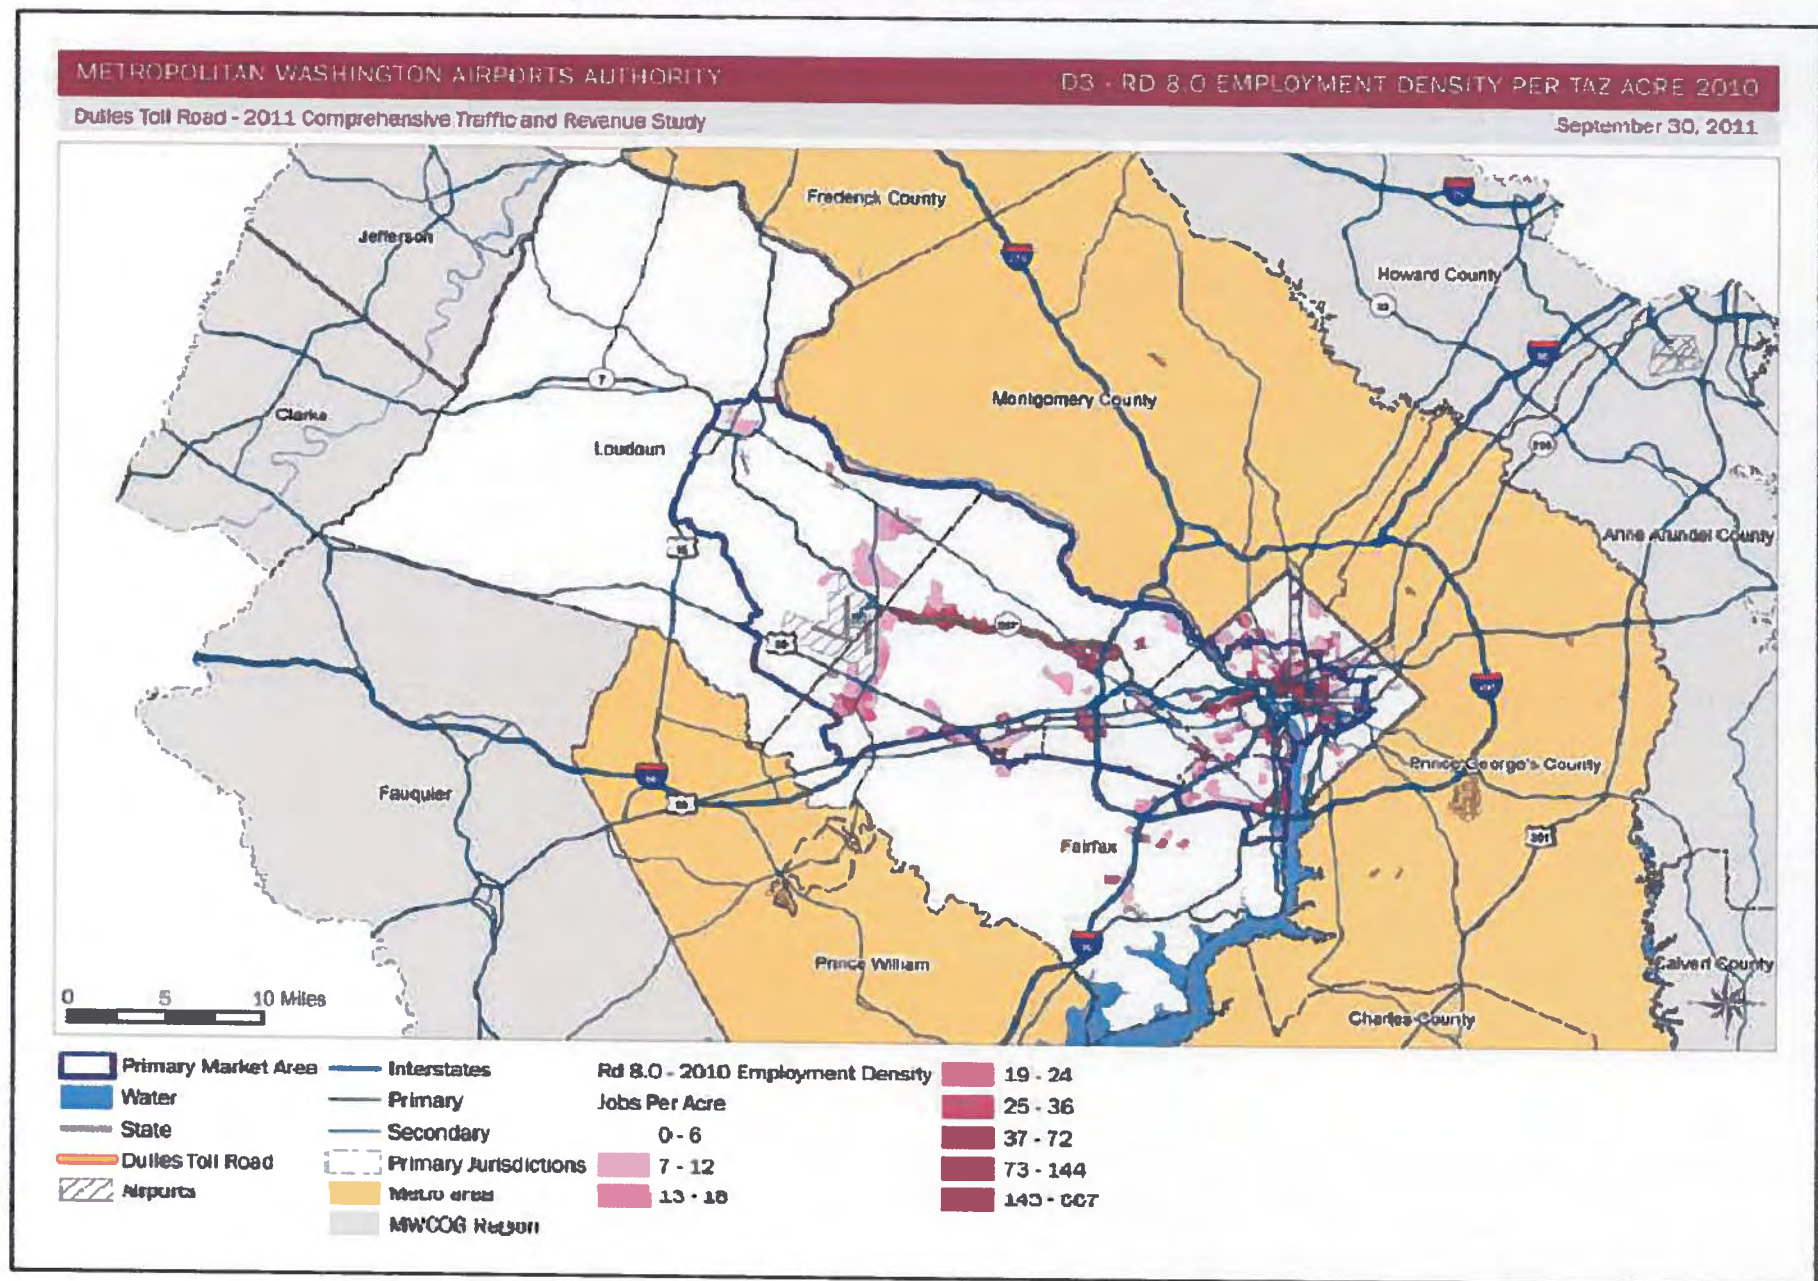 METROPOLITAN WASHINGTON AIRPORTS AUTHORITY
D3 - RD 8.0 EMPLOYMENT DENSITY PER TAZ ACRE 2010
Dulles Toll Road - 2011 Comprehensive Traffic and Revenue Study
September 30, 2011
Frederick County
Jefferson
Howard County
Clarke
7
Montgomery County
Loudoun
Anne Arundel County
Prince George's County
Fauquier
66
301
Fairfax
Prince William
Calvert County
Charles County
0 5 10 Miles
Primary Market Area
Water
State
Dulles Toll Road
Airports
Interstates
Primary
Secondary
Primary Jurisdictions
Metro area
MWCOG Region
Rd 8.0 - 2010 Employment Density
Jobs Per Acre
0 - 6
7 - 12
13 - 18
19 - 24
25 - 36
37 - 72
73 - 144